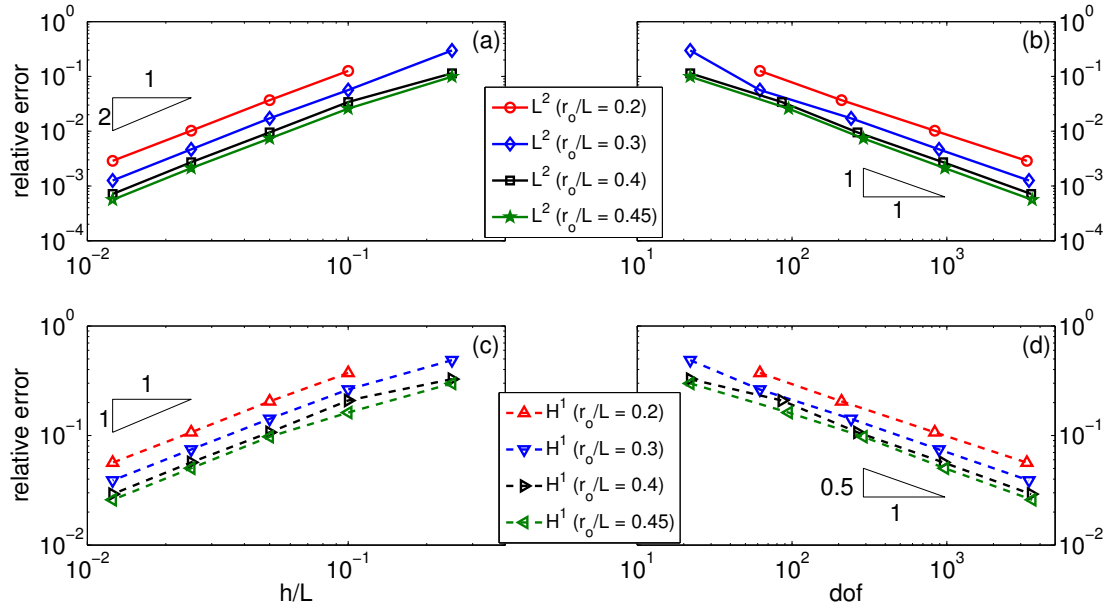 10^0
10^-1
10^-2
10^-3
10^-4
relative error
10^-2
10^-1
(a)
1
2
L^2 (r_o/L = 0.2)
L^2 (r_o/L = 0.3)
L^2 (r_o/L = 0.4)
L^2 (r_o/L = 0.45)
(b)
1
1
10^0
10^-1
10^-2
10^-3
10^-4
10^1
10^2
10^3
10^0
10^-1
10^-2
relative error
10^-2
10^-1
h/L
(c)
1
1
H^1 (r_o/L = 0.2)
H^1 (r_o/L = 0.3)
H^1 (r_o/L = 0.4)
H^1 (r_o/L = 0.45)
(d)
0.5
1
10^0
10^-1
10^-2
10^1
10^2
10^3
dof